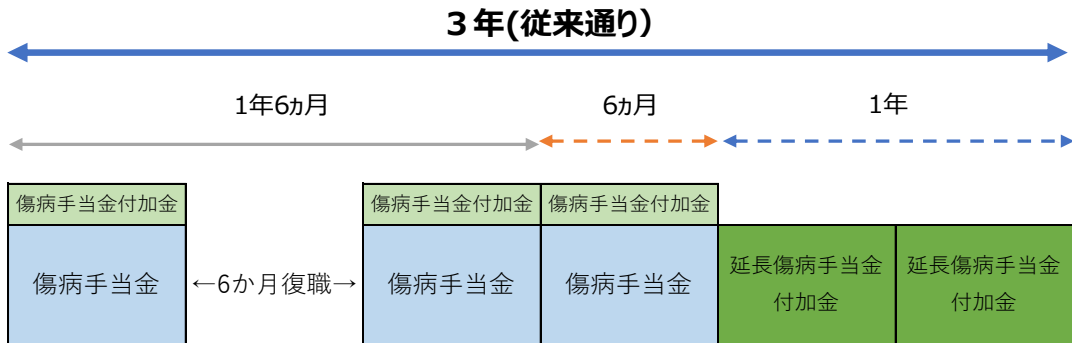 3年(従来通り)
1年6ヵ月
6ヵ月
1年
傷病手当金付加金
傷病手当金付加金
傷病手当金付加金
傷病手当金
←6か月復職→
傷病手当金
傷病手当金
延長傷病手当金
付加金
延長傷病手当金
付加金